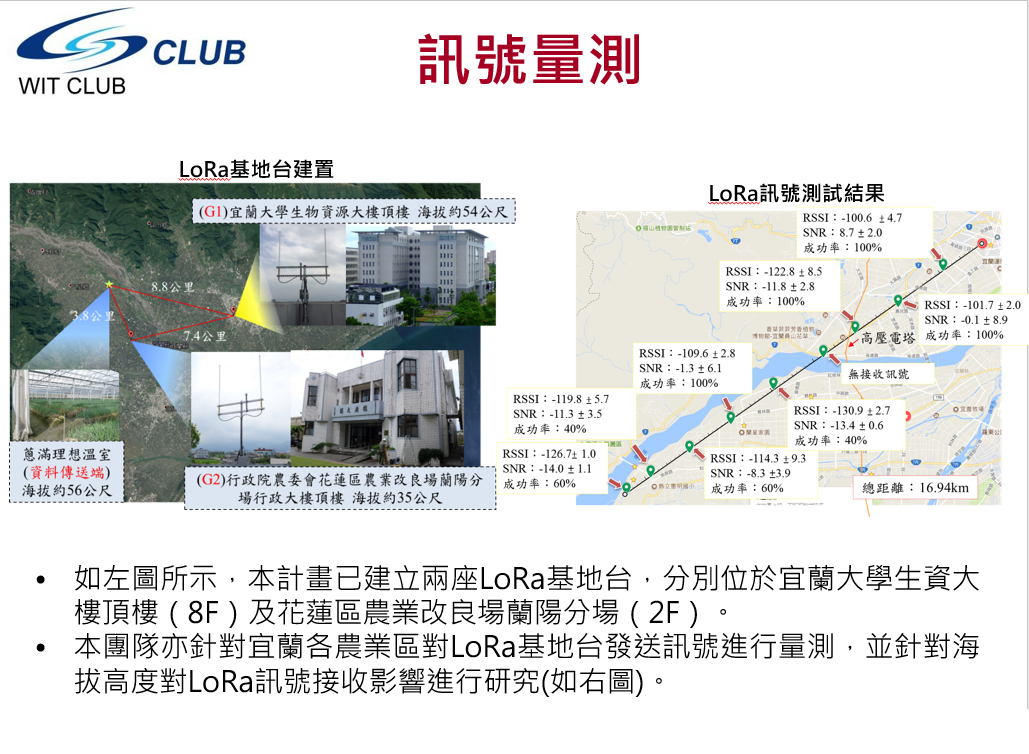 CLUB
WIT CLUB
訊號量測
LoRa基地台建置
(G1)宜蘭大學生物資源大樓頂樓 海拔約54公尺
8.8公里
3.8公里
7.4公里
蔥滿理想溫室
(資料傳送端)
海拔約56公尺
(G2)行政院農委會花蓮區農業改良場蘭陽分
場行政大樓頂樓 海拔約35公尺
LoRa訊號測試結果
RSSI：-100.6 ±4.7
SNR：8.7±2.0
成功率：100%
RSSI：-122.8±8.5
SNR：-11.8±2.8
成功率：100%
RSSI：-101.7±2.0
SNR：-0.1±8.9
成功率：100%
高壓電塔
無接收訊號
RSSI：-109.6±2.8
SNR：-1.3±6.1
成功率：100%
RSSI：-119.8±5.7
SNR：-11.3±3.5
成功率：40%
RSSI：-130.9±2.7
SNR：-13.4±0.6
成功率：40%
RSSI：-126.7±1.0
SNR：-14.0±1.1
成功率：60%
RSSI：-114.3±9.3
SNR：-8.3±3.9
成功率：60%
總距離：16.94km
• 如左圖所示，本計畫已建立兩座LoRa基地台，分別位於宜蘭大學生資大
樓頂樓（8F）及花蓮區農業改良場蘭陽分場（2F）。
• 本團隊亦針對宜蘭各農業區對LoRa基地台發送訊號進行量測，並針對海
拔高度對LoRa訊號接收影響進行研究(如右圖)。